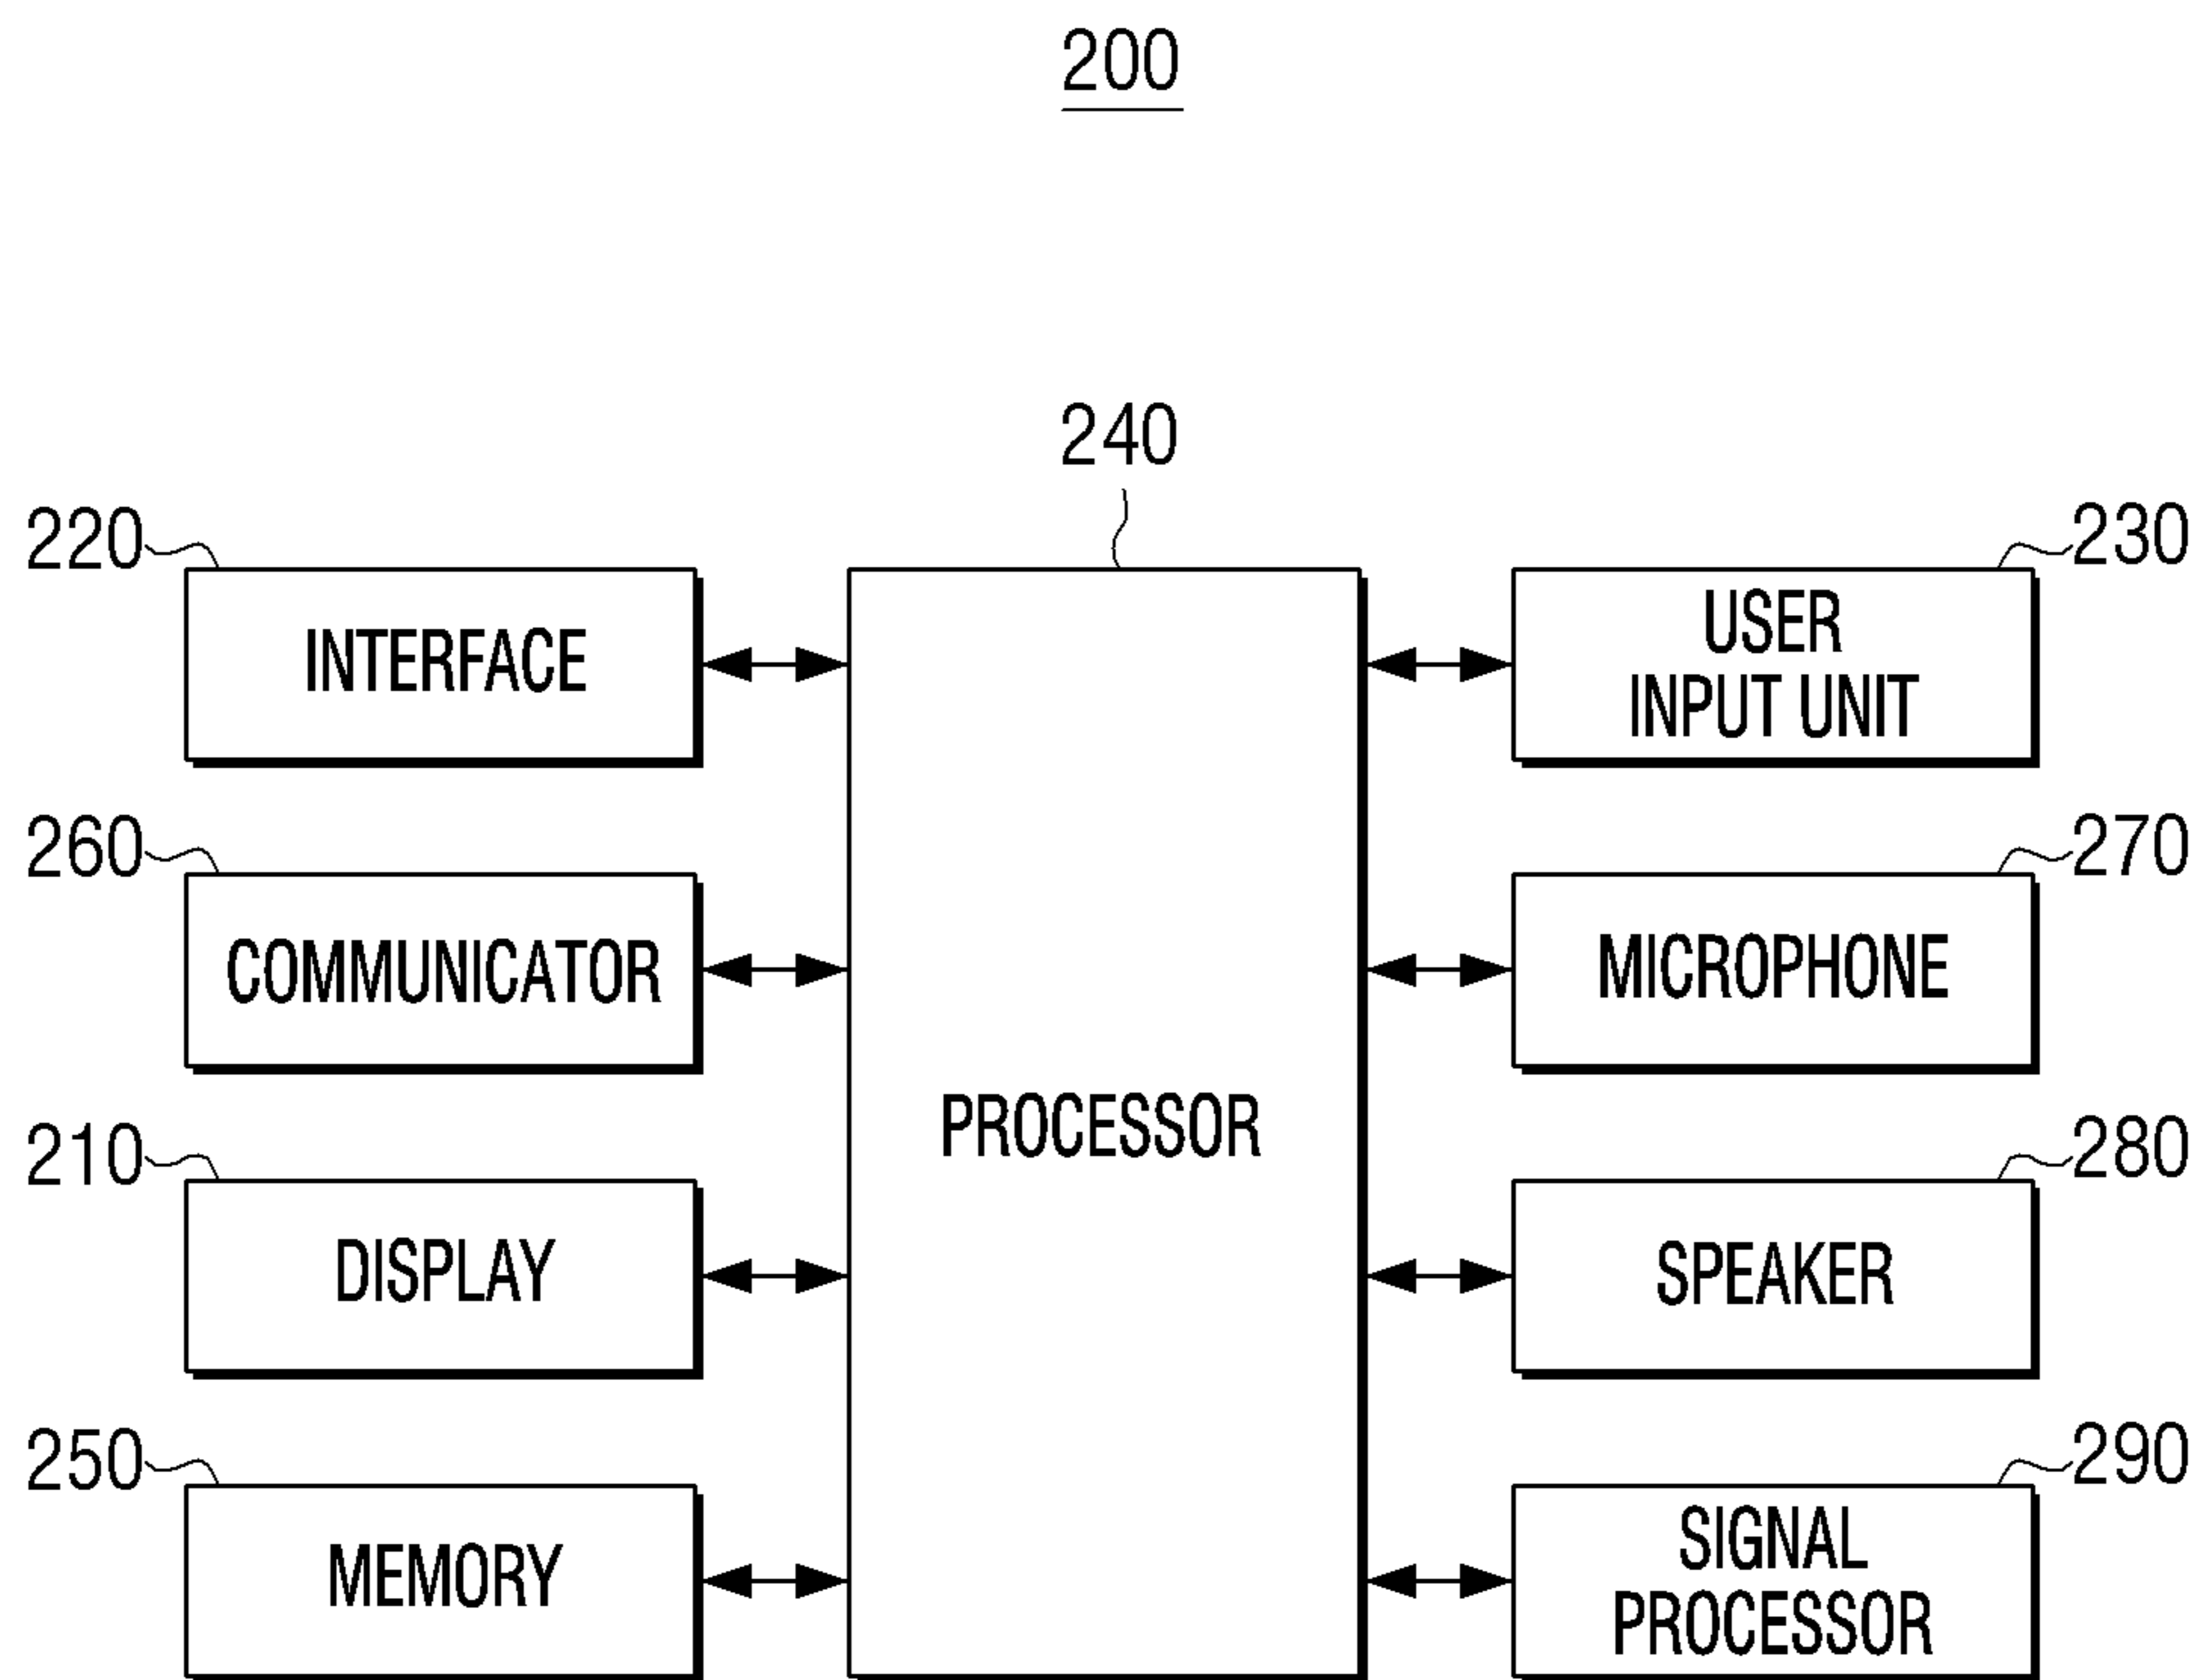 200
240
220
INTERFACE
230
USER
INPUT UNIT
260
COMMUNICATOR
270
MICROPHONE
PROCESSOR
210
DISPLAY
280
SPEAKER
250
MEMORY
290
SIGNAL
PROCESSOR